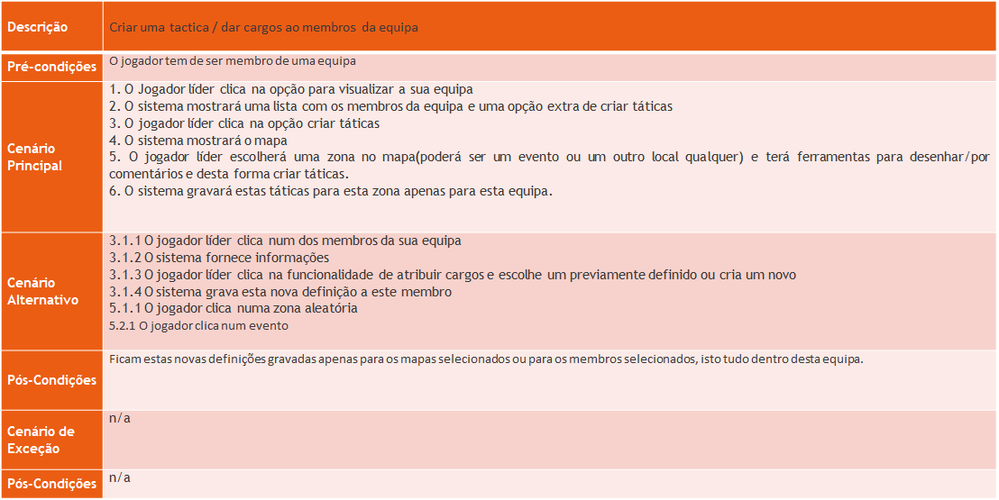 Descrição
Criar uma tactica / dar cargos ao membros da equipa
Pré-condições
O jogador tem de ser membro de uma equipa
Cenário
Principal
1. O Jogador líder clica na opção para visualizar a sua equipa
2. O sistema mostrará uma lista com os membros da equipa e uma opção extra de criar táticas
3. O jogador líder clica na opção criar táticas
4. O sistema mostrará o mapa
5. O jogador líder escolherá uma zona no mapa(poderá ser um evento ou um outro local qualquer) e terá ferramentas para desenhar/por
comentários e desta forma criar táticas.
6. O sistema gravará estas táticas para esta zona apenas para esta equipa.
Cenário
Alternativo
3.1.1 O jogador líder clica num dos membros da sua equipa
3.1.2 O sistema fornece informações
3.1.3 O jogador líder clica na funcionalidade de atribuir cargos e escolhe um previamente definido ou cria um novo
3.1.4 O sistema grava esta nova definição a este membro
5.1.1 O jogador clica numa zona aleatória
5.2.1 O jogador clica num evento
Pós-Condições
Ficam estas novas definições gravadas apenas para os mapas selecionados ou para os membros selecionados, isto tudo dentro desta equipa.
Cenário de
Exceção
n/a
Pós-Condições
n/a